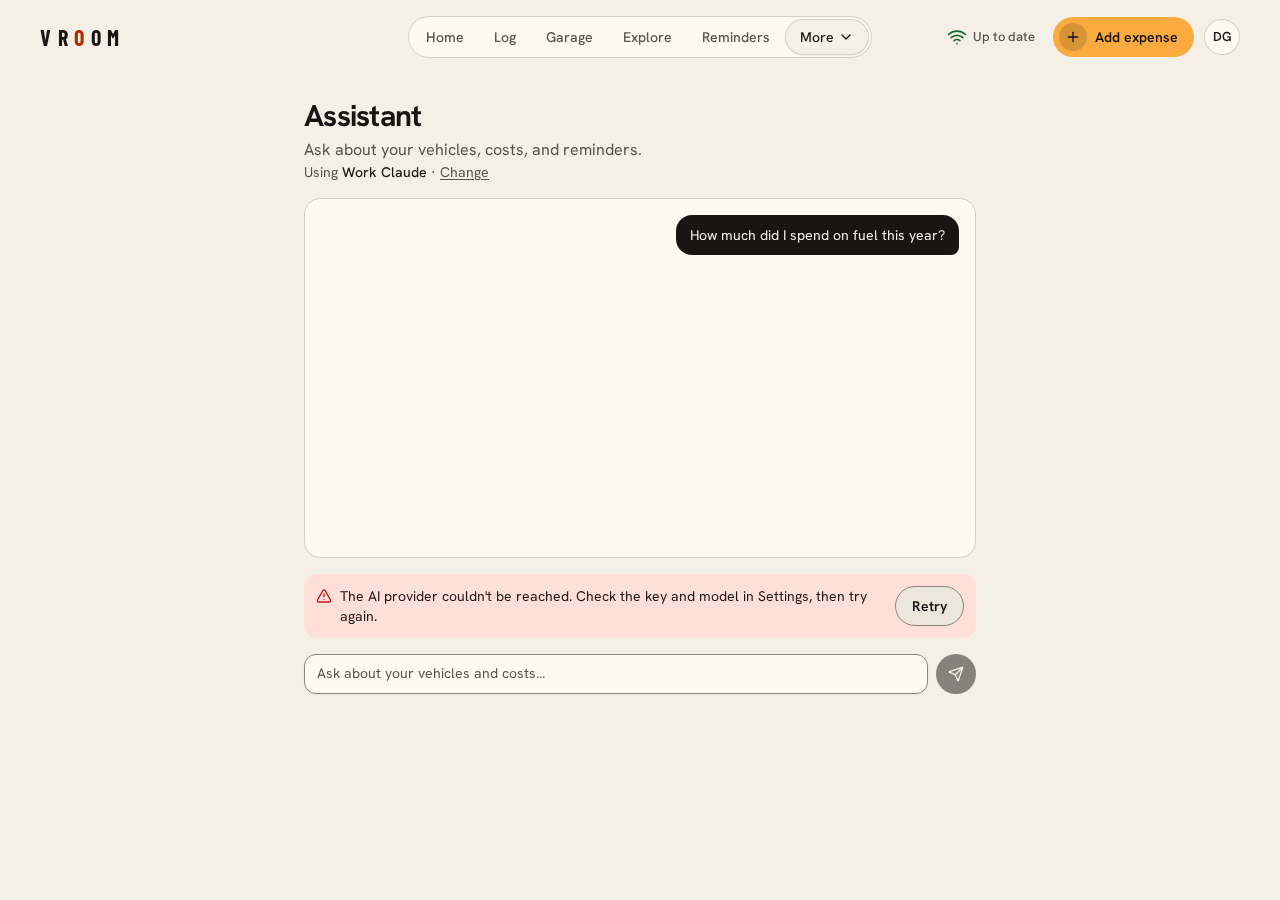 VROOM
Home
Log
Garage
Explore
Reminders
More
Up to date
Add expense
DG
Assistant
Ask about your vehicles, costs, and reminders.
Using Work Claude · Change
How much did I spend on fuel this year?
The AI provider couldn't be reached. Check the key and model in Settings, then try
again.
Retry
Ask about your vehicles and costs...